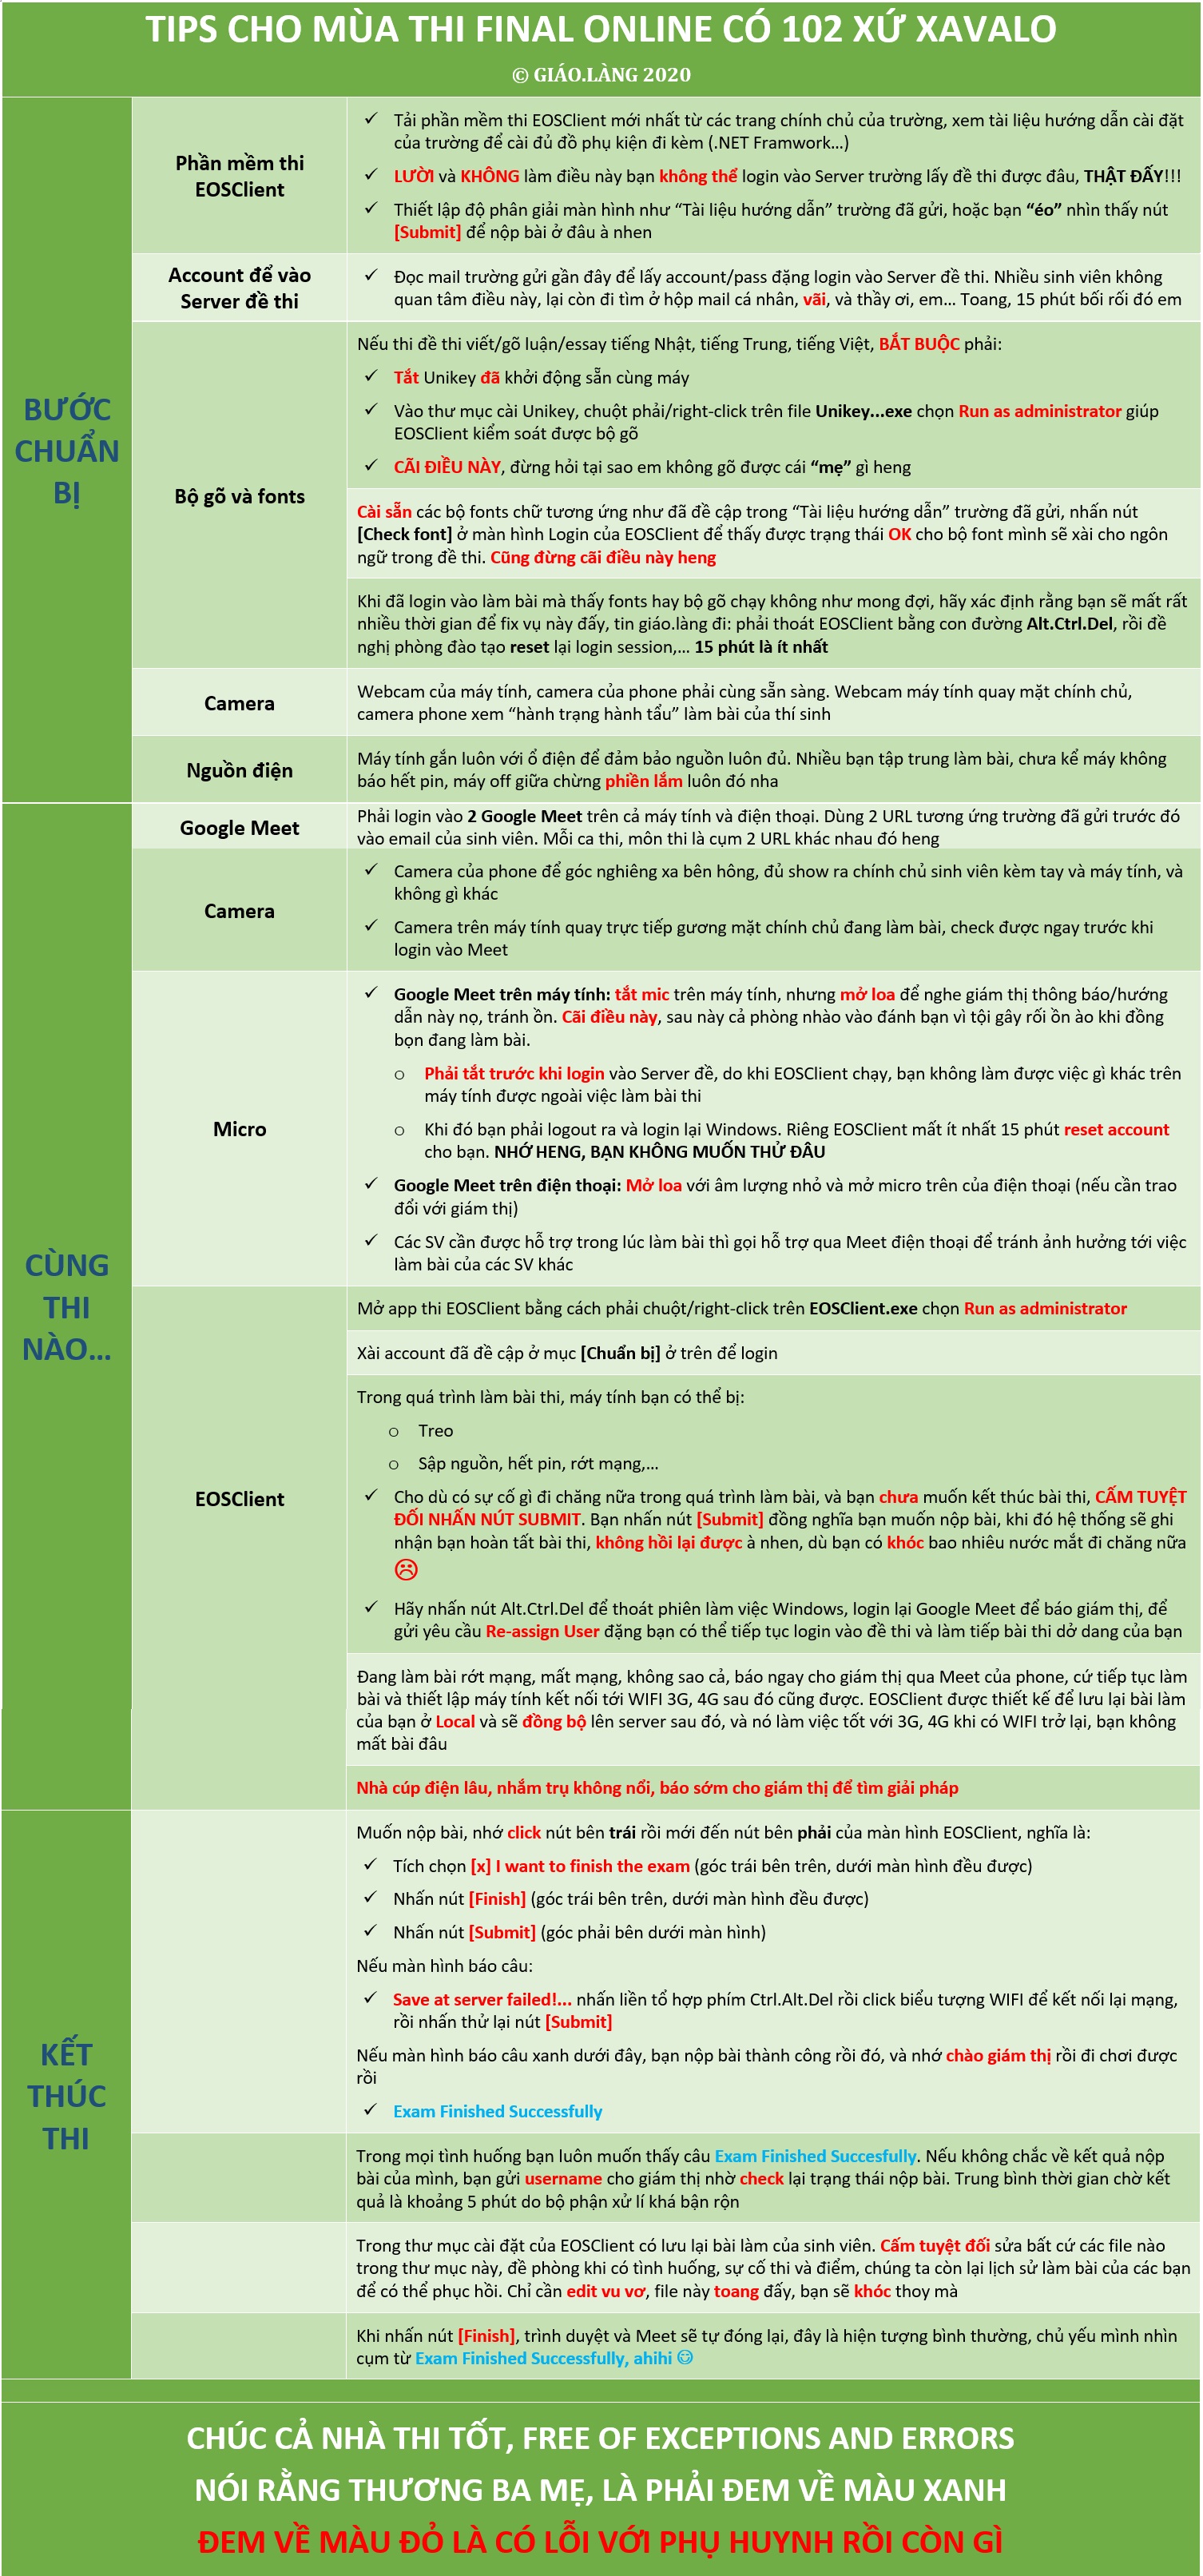 TIPS CHO MÙA THI FINAL ONLINE CÓ 102 XỨ XAVALO
© GIÁO.LÀNG 2020
BƯỚC
CHUẨN
BỊ
Phần mềm thi
EOSClient
✓ Tải phần mềm thi EOSClient mới nhất từ các trang chính chủ của trường, xem tài liệu hướng dẫn cài đặt
của trường để cài đủ đồ phụ kiện đi kèm (.NET Framwork...)
✓ LƯỜI và KHÔNG làm điều này bạn không thể login vào Server trường lấy đề thi được đâu, THẬT ĐẤY!!!
✓ Thiết lập độ phân giải màn hình như “Tài liệu hướng dẫn” trường đã gửi, hoặc bạn “éo” nhìn thấy nút
[Submit] để nộp bài ở đâu à nhen
Account để vào
Server đề thi
✓ Đọc mail trường gửi gần đây để lấy account/pass đặng login vào Server đề thi. Nhiều sinh viên không
quan tâm điều này, lại còn đi tìm ở hộp mail cá nhân, vãi, và thầy ơi, em... Toang, 15 phút bối rối đó em
Bộ gõ và fonts
Nếu thi đề thi viết/gõ luận/essay tiếng Nhật, tiếng Trung, tiếng Việt, BẮT BUỘC phải:
✓ Tắt Unikey đã khởi động sẵn cùng máy
✓ Vào thư mục cài Unikey, chuột phải/right-click trên file Unikey...exe chọn Run as administrator giúp
EOSClient kiểm soát được bộ gõ
✓ CÃI ĐIỀU NÀY, đừng hỏi tại sao em không gõ được cái “mẹ” gì heng
Cài sẵn các bộ fonts chữ tương ứng như đã đề cập trong “Tài liệu hướng dẫn” trường đã gửi, nhấn nút
[Check font] ở màn hình Login của EOSClient để thấy được trạng thái OK cho bộ font mình sẽ xài cho ngôn
ngữ trong đề thi. Cũng đừng cãi điều này heng
Khi đã login vào làm bài mà thấy fonts hay bộ gõ chạy không như mong đợi, hãy xác định rằng bạn sẽ mất rất
nhiều thời gian để fix vụ này đấy, tin giáo.làng đi: phải thoát EOSClient bằng con đường Alt.Ctrl.Del, rồi đề
nghị phòng đào tạo reset lại login session,... 15 phút là ít nhất
Camera
Webcam của máy tính, camera của phone phải cùng sẵn sàng. Webcam máy tính quay mặt chính chủ,
camera phone xem “hành trạng hành tẩu” làm bài của thí sinh
Nguồn điện
Máy tính gắn luôn với ổ điện để đảm bảo nguồn luôn đủ. Nhiều bạn tập trung làm bài, chưa kể máy không
báo hết pin, máy off giữa chừng phiền lắm luôn đó nha
CÙNG
THI
NÀO...
Google Meet
Phải login vào 2 Google Meet trên cả máy tính và điện thoại. Dùng 2 URL tương ứng trường đã gửi trước đó
vào email của sinh viên. Mỗi ca thi, môn thi là cụm 2 URL khác nhau đó heng
Camera
✓ Camera của phone để góc nghiêng xa bên hông, đủ show ra chính chủ sinh viên kèm tay và máy tính, và
không gì khác
✓ Camera trên máy tính quay trực tiếp gương mặt chính chủ đang làm bài, check được ngay trước khi
login vào Meet
Micro
✓ Google Meet trên máy tính: tắt mic trên máy tính, nhưng mở loa để nghe giám thị thông báo/hướng
dẫn này nọ, tránh ồn. Cãi điều này, sau này cả phòng nhào vào đánh bạn vì tội gây rối ồn ào khi đồng
bọn đang làm bài.
o Phải tắt trước khi login vào Server đề, do khi EOSClient chạy, bạn không làm được việc gì khác trên
máy tính được ngoài việc làm bài thi
o Khi đó bạn phải logout ra và login lại Windows. Riêng EOSClient mất ít nhất 15 phút reset account
cho bạn. NHỚ HENG, BẠN KHÔNG MUỐN THỬ ĐÂU
✓ Google Meet trên điện thoại: Mở loa với âm lượng nhỏ và mở micro trên của điện thoại (nếu cần trao
đổi với giám thị)
✓ Các SV cần được hỗ trợ trong lúc làm bài thì gọi hỗ trợ qua Meet điện thoại để tránh ảnh hưởng tới việc
làm bài của các SV khác
EOSClient
Mở app thi EOSClient bằng cách phải chuột/right-click trên EOSClient.exe chọn Run as administrator
Xài account đã đề cập ở mục [Chuẩn bị] ở trên để login
Trong quá trình làm bài thi, máy tính bạn có thể bị:
o Treo
o Sập nguồn, hết pin, rớt mạng,...
✓ Cho dù có sự cố gì đi chăng nữa trong quá trình làm bài, và bạn chưa muốn kết thúc bài thi, CẤM TUYỆT
ĐỐI NHẤN NÚT SUBMIT. Bạn nhấn nút [Submit] đồng nghĩa bạn muốn nộp bài, khi đó hệ thống sẽ ghi
nhận bạn hoàn tất bài thi, không hồi lại được à nhen, dù bạn có khóc bao nhiêu nước mắt đi chăng nữa
☹
✓ Hãy nhấn nút Alt.Ctrl.Del để thoát phiên làm việc Windows, login lại Google Meet để báo giám thị, để
gửi yêu cầu Re-assign User đặng bạn có thể tiếp tục login vào đề thi và làm tiếp bài thi dở dang của bạn
Đang làm bài rớt mạng, mất mạng, không sao cả, báo ngay cho giám thị qua Meet của phone, cứ tiếp tục làm
bài và thiết lập máy tính kết nối tới WIFI 3G, 4G sau đó cũng được. EOSClient được thiết kế để lưu lại bài làm
của bạn ở Local và sẽ đồng bộ lên server sau đó, và nó làm việc tốt với 3G, 4G khi có WIFI trở lại, bạn không
mất bài đâu
Nhà cúp điện lâu, nhắm trụ không nổi, báo sớm cho giám thị để tìm giải pháp
KẾT
THÚC
THI
Muốn nộp bài, nhớ click nút bên trái rồi mới đến nút bên phải của màn hình EOSClient, nghĩa là:
✓ Tích chọn [x] I want to finish the exam (góc trái bên trên, dưới màn hình đều được)
✓ Nhấn nút [Finish] (góc trái bên trên, dưới màn hình đều được)
✓ Nhấn nút [Submit] (góc phải bên dưới màn hình)
Nếu màn hình báo câu:
✓ Save at server failed!... nhấn liền tổ hợp phím Ctrl.Alt.Del rồi click biểu tượng WIFI để kết nối lại mạng,
rồi nhấn thử lại nút [Submit]
Nếu màn hình báo câu xanh dưới đây, bạn nộp bài thành công rồi đó, và nhớ chào giám thị rồi đi chơi được
rồi
✓ Exam Finished Successfully
Trong mọi tình huống bạn luôn muốn thấy câu Exam Finished Succesfully. Nếu không chắc về kết quả nộp
bài của mình, bạn gửi username cho giám thị nhờ check lại trạng thái nộp bài. Trung bình thời gian chờ kết
quả là khoảng 5 phút do bộ phận xử lí khá bận rộn
Trong thư mục cài đặt của EOSClient có lưu lại bài làm của sinh viên. Cấm tuyệt đối sửa bất cứ các file nào
trong thư mục này, đề phòng khi có tình huống, sự cố thi và điểm, chúng ta còn lại lịch sử làm bài của các bạn
để có thể phục hồi. Chỉ cần edit vu vơ, file này toang đấy, bạn sẽ khóc thoy mà
Khi nhấn nút [Finish], trình duyệt và Meet sẽ tự đóng lại, đây là hiện tượng bình thường, chủ yếu mình nhìn
cụm từ Exam Finished Successfully, ahihi ☺
CHÚC CẢ NHÀ THI TỐT, FREE OF EXCEPTIONS AND ERRORS
NÓI RẰNG THƯƠNG BA MẸ, LÀ PHẢI ĐEM VỀ MÀU XANH
ĐEM VỀ MÀU ĐỎ LÀ CÓ LỖI VỚI PHỤ HUYNH RỒI CÒN GÌ